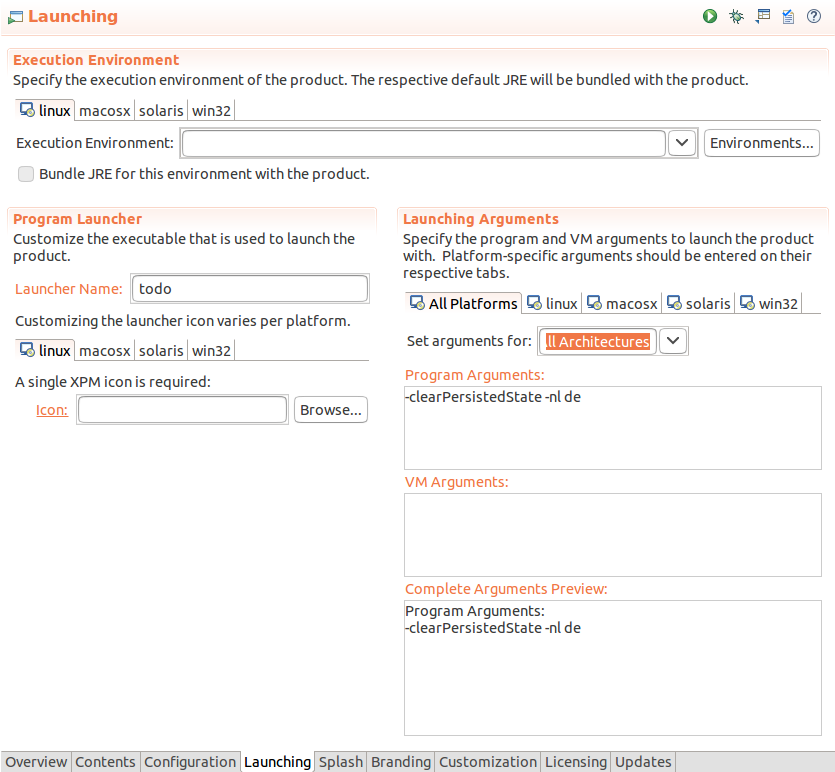 Launching
Execution Environment
Specify the execution environment of the product. The respective default JRE will be bundled with the product.
linux macosx solaris win32
Execution Environment: Environments...
Bundle JRE for this environment with the product.
Program Launcher
Customize the executable that is used to launch the
product.
Launcher Name: todo
Customizing the launcher icon varies per platform.
linux macosx solaris win32
A single XPM icon is required:
Icon: Browse...
Launching Arguments
Specify the program and VM arguments to launch the product
with. Platform-specific arguments should be entered on their
respective tabs.
All Platforms linux macosx solaris win32
Set arguments for: ll Architectures
Program Arguments:
-clearPersistedState -nl de
VM Arguments:
Complete Arguments Preview:
Program Arguments:
-clearPersistedState -nl de
Overview Contents Configuration Launching Splash Branding Customization Licensing Updates